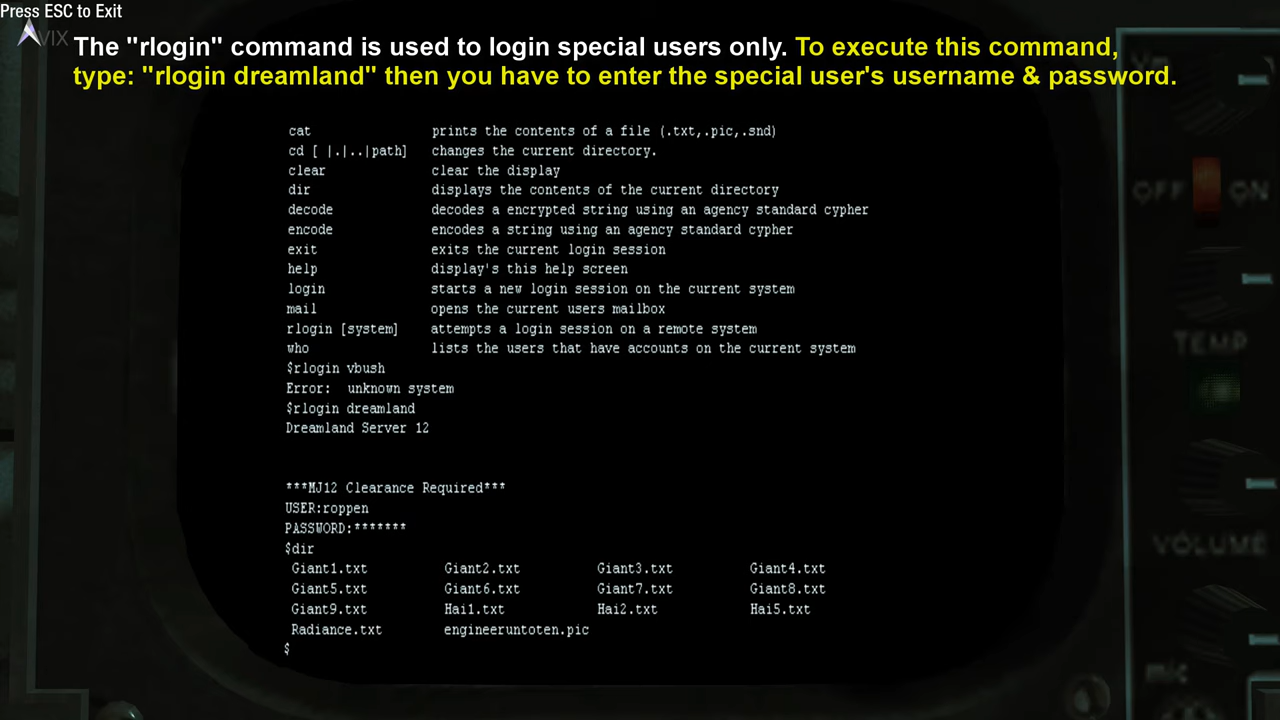 Press ESC to Exit
The "rlogin" command is used to login special users only. To execute this command,
type: "rlogin dreamland" then you have to enter the special user's username & password.
cat prints the contents of a file (.txt,.pic,.snd)
cd [ |.|..|path] changes the current directory.
clear clear the display
dir displays the contents of the current directory
decode decodes a encrypted string using an agency standard cypher
encode encodes a string using an agency standard cypher
exit exits the current login session
help display's this help screen
login starts a new login session on the current system
mail opens the current users mailbox
rlogin [system] attempts a login session on a remote system
who lists the users that have accounts on the current system
$rlogin vbush
Error: unknown system
$rlogin dreamland
Dreamland Server 12
***MJ12 Clearance Required***
USER:roppen
PASSWORD:*******
$dir
Giant1.txt Giant2.txt Giant3.txt Giant4.txt
Giant5.txt Giant6.txt Giant7.txt Giant8.txt
Giant9.txt Hai1.txt Hai2.txt Hai5.txt
Radiance.txt engineeruntoten.pic
$
OFF ON
TEMP
VOLUME
mic